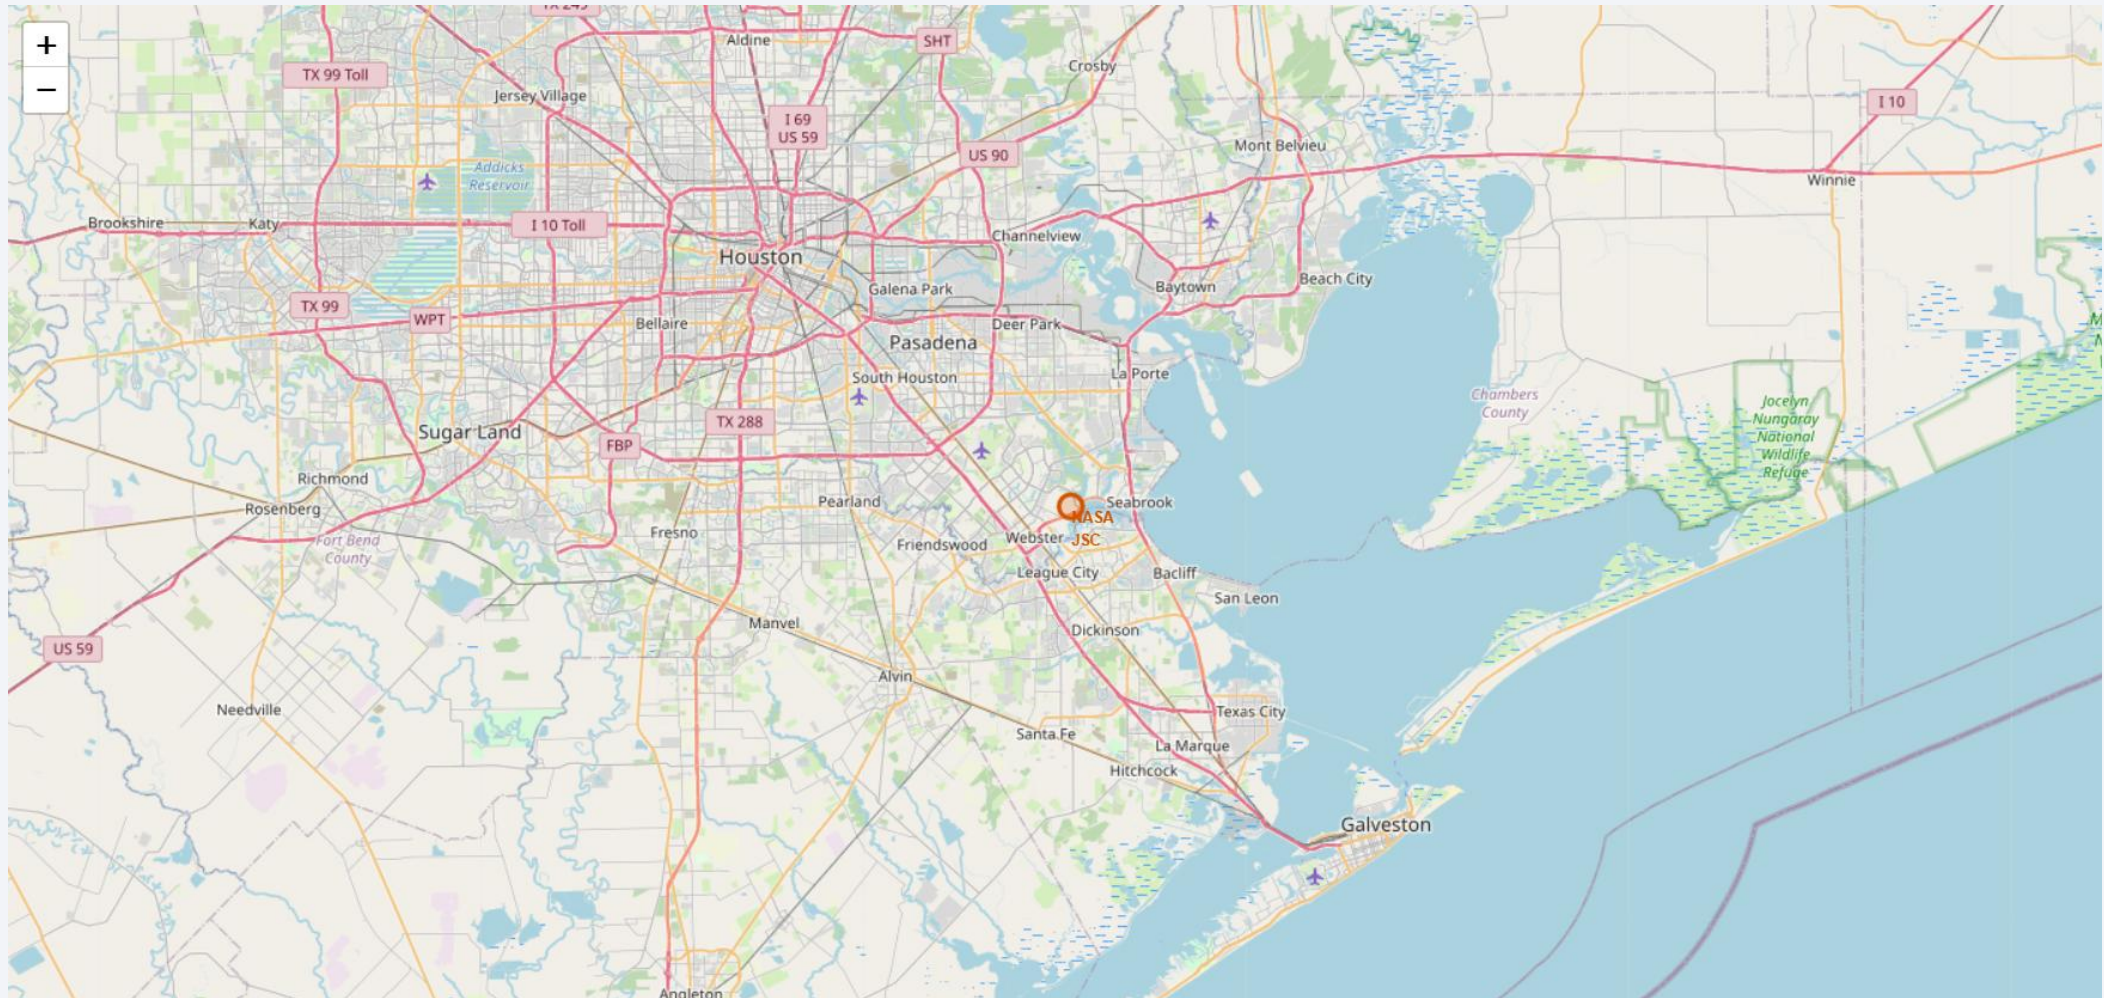 +
−
TX 249
Aldine
SHT
Crosby
TX 99 Toll
Jersey Village
I 10
I 69
US 59
Mont Belvieu
US 90
Addicks
Reservoir
Winnie
Brookshire
Katy
I 10 Toll
Channelview
Houston
Beach City
Galena Park
Baytown
TX 99
WPT
Bellaire
Deer Park
Pasadena
La Porte
South Houston
Chambers
County
Jocelyn
Nungaray
National
Wildlife
Refuge
TX 288
Sugar Land
FBP
Richmond
Pearland
Seabrook
Rosenberg
NASA
JSC
Fresno
Webster
Fort Bend
County
Friendswood
League City
Bacliff
San Leon
Manvel
Dickinson
US 59
Alvin
Needville
Texas City
Santa Fe
La Marque
Hitchcock
Galveston
Angleton